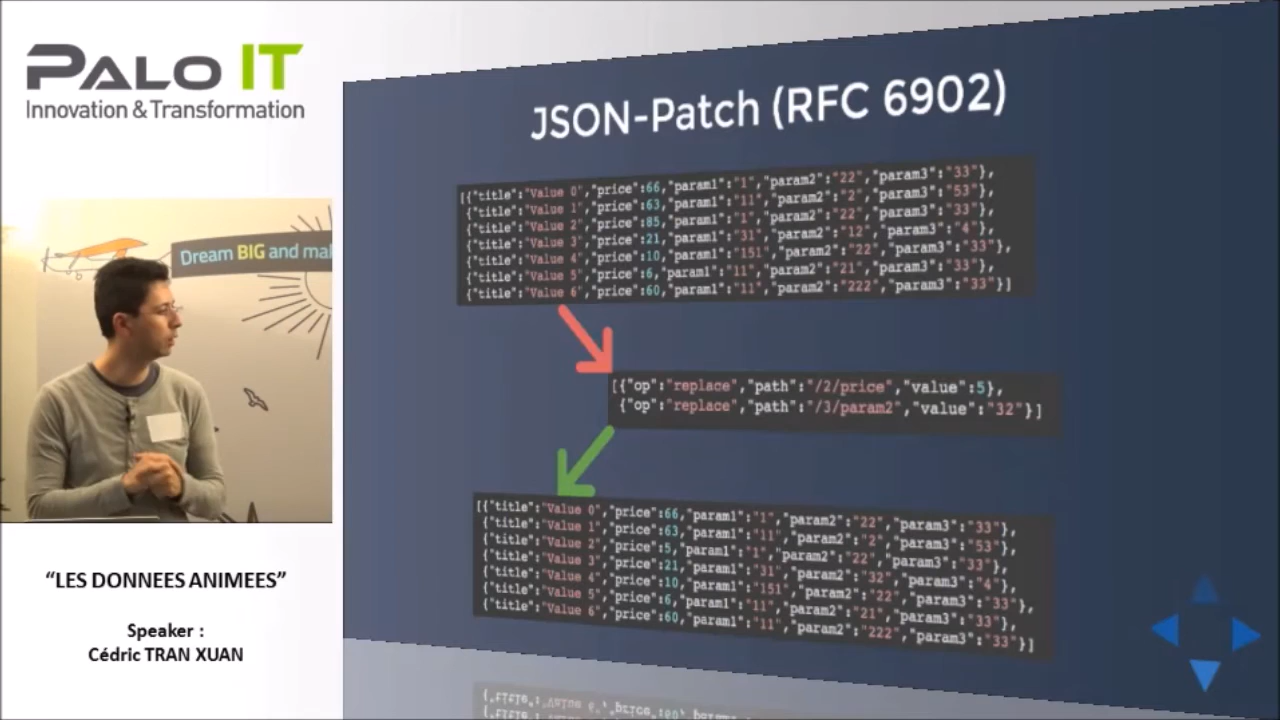 PALO IT
Innovation & Transformation
Dream BIG and mak
“LES DONNEES ANIMEES”
Speaker :
Cédric TRAN XUAN
JSON-Patch (RFC 6902)
[{"title":"Value 0","price":66,"param1":"1","param2":"22","param3":"33"},
{"title":"Value 1","price":63,"param1":"11","param2":"2","param3":"53"},
{"title":"Value 2","price":85,"param1":"1","param2":"22","param3":"33"},
{"title":"Value 3","price":21,"param1":"31","param2":"12","param3":"4"},
{"title":"Value 4","price":10,"param1":"151","param2":"22","param3":"33"},
{"title":"Value 5","price":6,"param1":"11","param2":"21","param3":"33"},
{"title":"Value 6","price":60,"param1":"11","param2":"222","param3":"33"}]
[{"op":"replace","path":"/2/price","value":5},
{"op":"replace","path":"/3/param2","value":"32"}]
[{"title":"Value 0","price":66,"param1":"1","param2":"22","param3":"33"},
{"title":"Value 1","price":63,"param1":"11","param2":"2","param3":"53"},
{"title":"Value 2","price":5,"param1":"1","param2":"22","param3":"33"},
{"title":"Value 3","price":21,"param1":"31","param2":"32","param3":"4"},
{"title":"Value 4","price":10,"param1":"151","param2":"22","param3":"33"},
{"title":"Value 5","price":6,"param1":"11","param2":"21","param3":"33"},
{"title":"Value 6","price":60,"param1":"11","param2":"222","param3":"33"}]